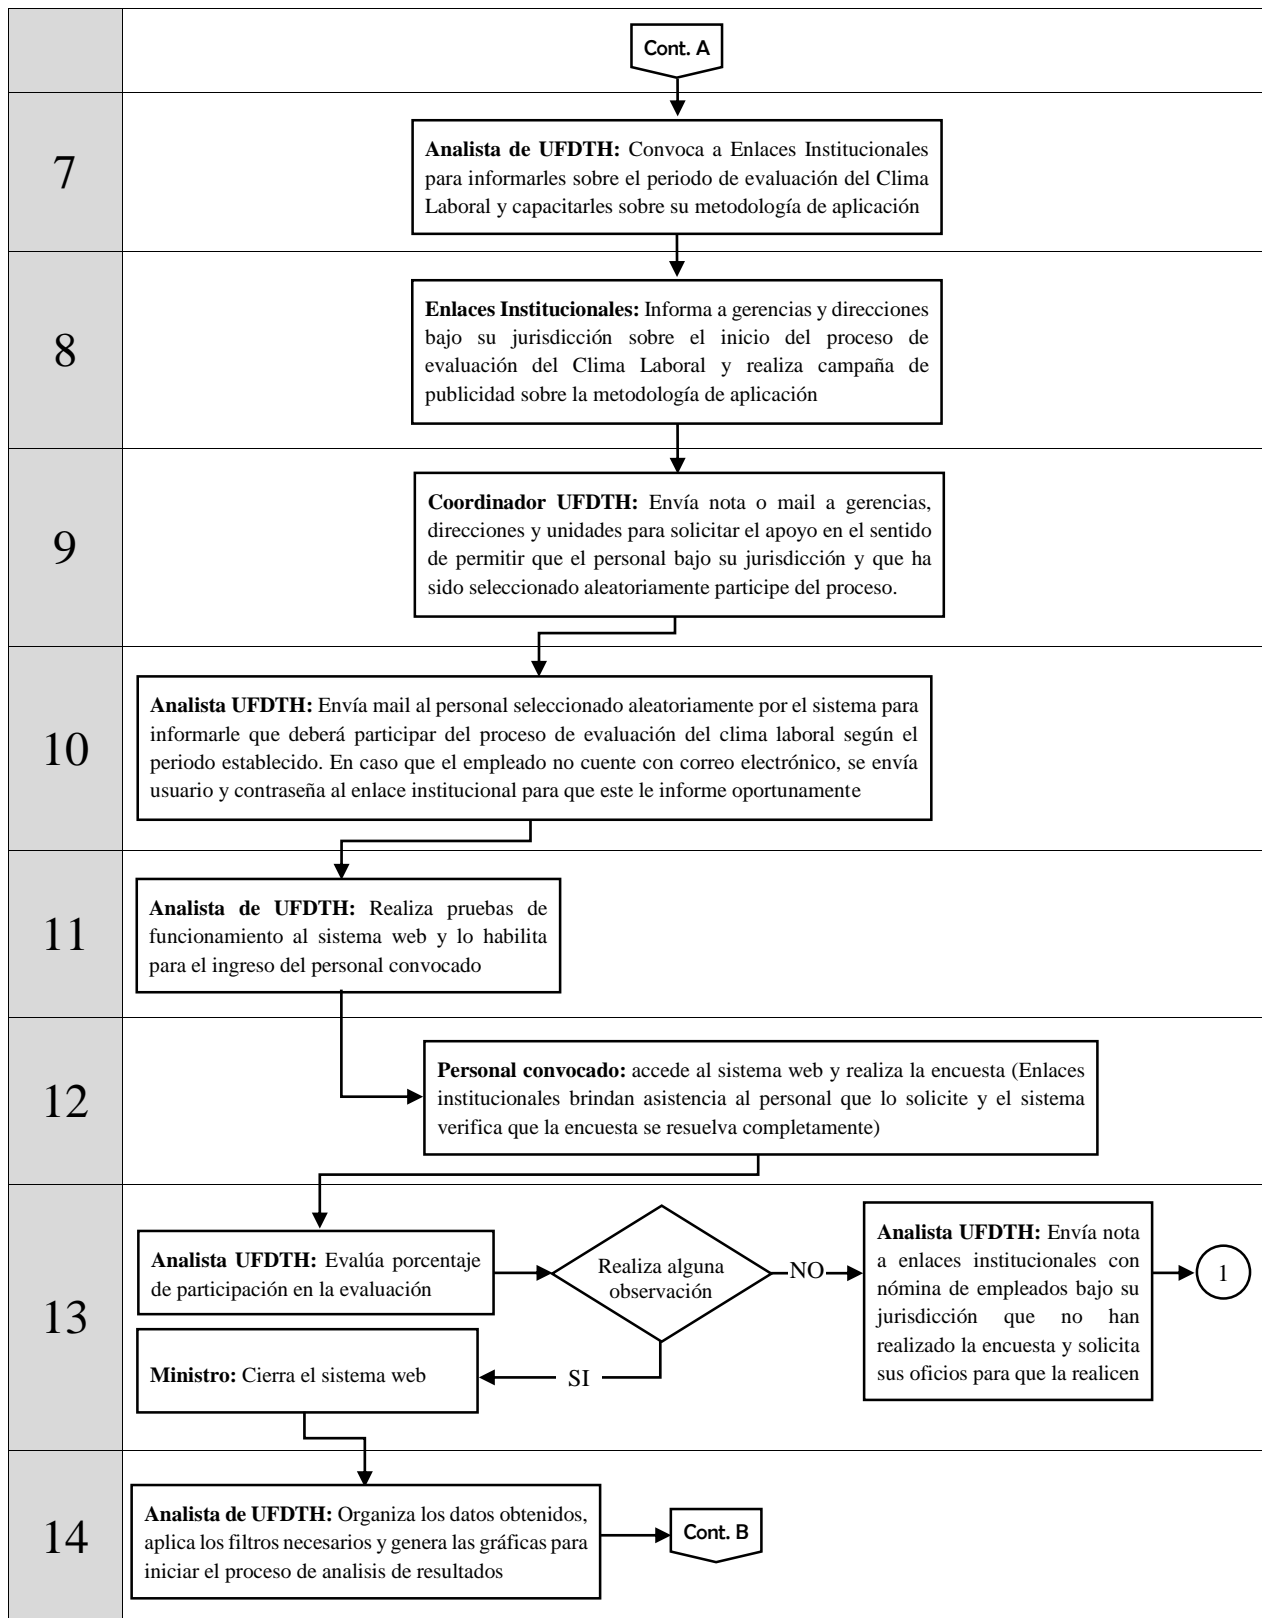 Cont. A
7
Analista de UFDTH: Convoca a Enlaces Institucionales
para informarles sobre el periodo de evaluación del Clima
Laboral y capacitarles sobre su metodología de aplicación
8
Enlaces Institucionales: Informa a gerencias y direcciones
bajo su jurisdicción sobre el inicio del proceso de
evaluación del Clima Laboral y realiza campaña de
publicidad sobre la metodología de aplicación
9
Coordinador UFDTH: Envía nota o mail a gerencias,
direcciones y unidades para solicitar el apoyo en el sentido
de permitir que el personal bajo su jurisdicción y que ha
sido seleccionado aleatoriamente participe del proceso.
10
Analista UFDTH: Envía mail al personal seleccionado aleatoriamente por el sistema para
informarle que deberá participar del proceso de evaluación del clima laboral según el
periodo establecido. En caso que el empleado no cuente con correo electrónico, se envía
usuario y contraseña al enlace institucional para que este le informe oportunamente
11
Analista de UFDTH: Realiza pruebas de
funcionamiento al sistema web y lo habilita
para el ingreso del personal convocado
12
Personal convocado: accede al sistema web y realiza la encuesta (Enlaces
institucionales brindan asistencia al personal que lo solicite y el sistema
verifica que la encuesta se resuelva completamente)
13
Analista UFDTH: Evalúa porcentaje
de participación en la evaluación
Realiza alguna
observación
NO
Analista UFDTH: Envía nota
a enlaces institucionales con
nómina de empleados bajo su
jurisdicción que no han
realizado la encuesta y solicita
sus oficios para que la realicen
1
Ministro: Cierra el sistema web
SI
14
Analista de UFDTH: Organiza los datos obtenidos,
aplica los filtros necesarios y genera las gráficas para
iniciar el proceso de analisis de resultados
Cont. B